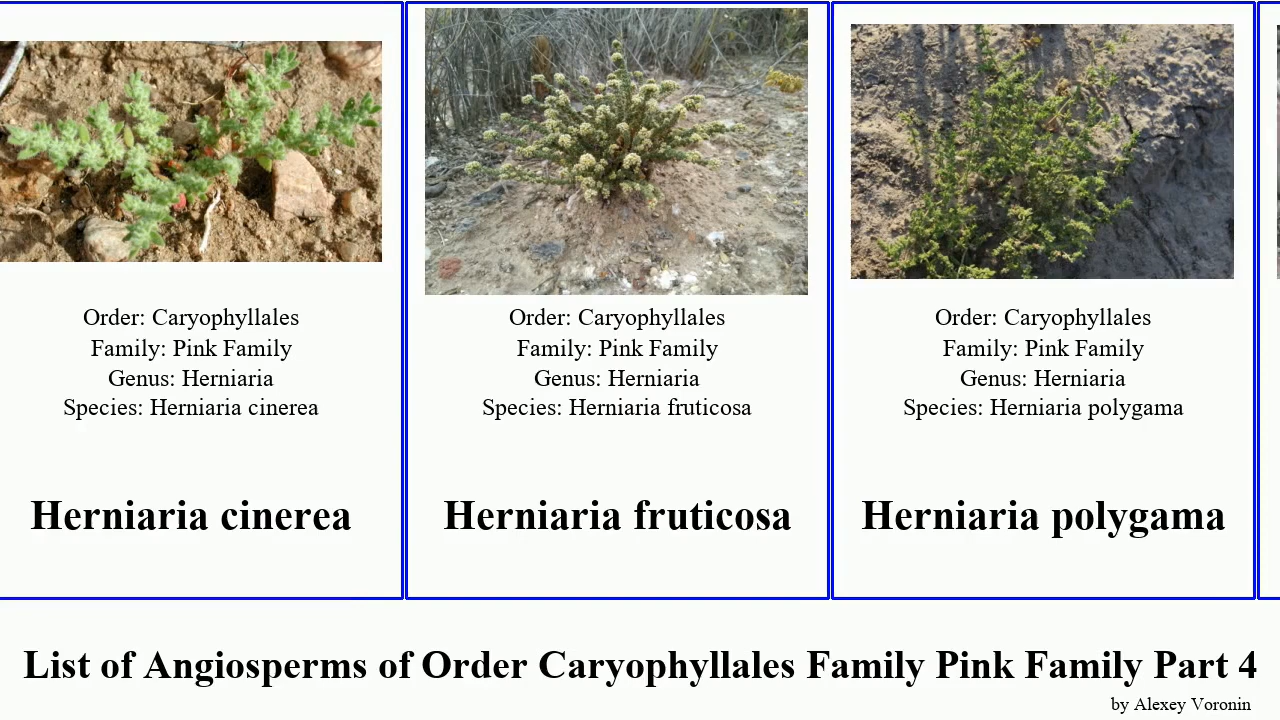 Order: Caryophyllales
Family: Pink Family
Genus: Herniaria
Species: Herniaria cinerea
Herniaria cinerea
Order: Caryophyllales
Family: Pink Family
Genus: Herniaria
Species: Herniaria fruticosa
Herniaria fruticosa
Order: Caryophyllales
Family: Pink Family
Genus: Herniaria
Species: Herniaria polygama
Herniaria polygama
List of Angiosperms of Order Caryophyllales Family Pink Family Part 4
by Alexey Voronin